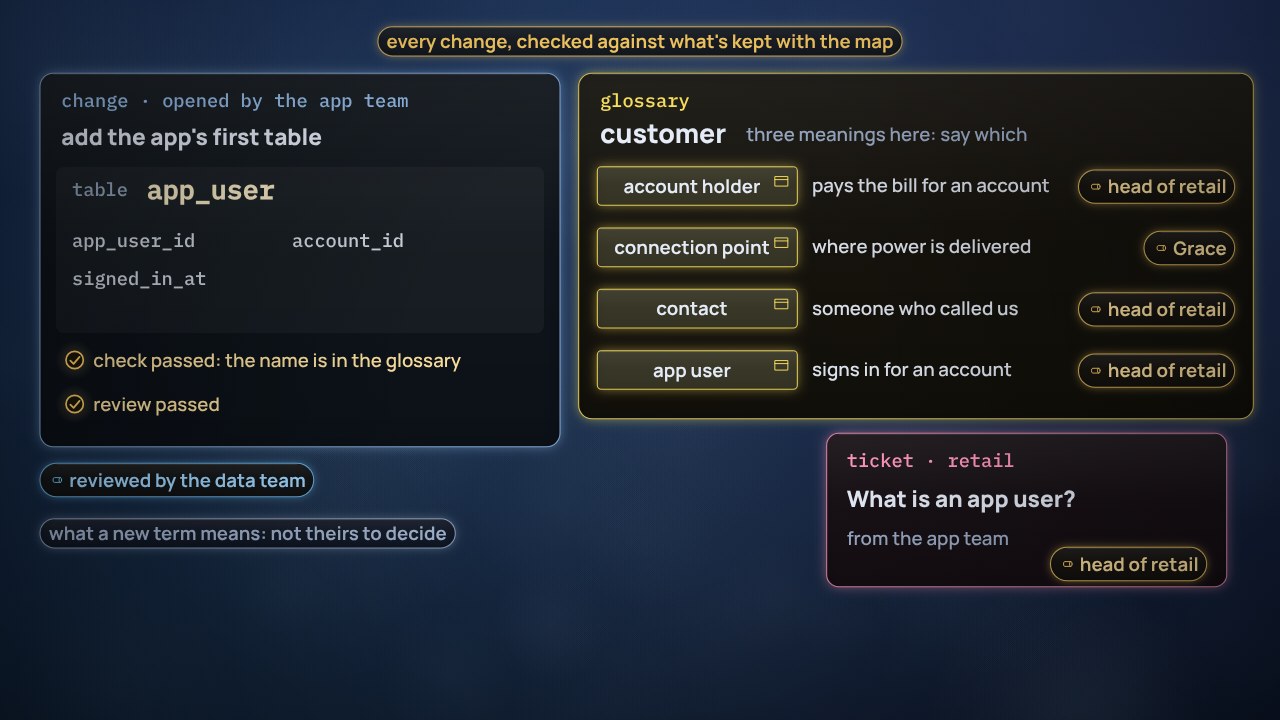 every change, checked against what's kept with the map
change · opened by the app team
add the app's first table
table app_user
app_user_id account_id
signed_in_at
check passed: the name is in the glossary
review passed
reviewed by the data team
what a new term means: not theirs to decide
glossary
customer three meanings here: say which
account holder pays the bill for an account head of retail
connection point where power is delivered Grace
contact someone who called us head of retail
app user signs in for an account head of retail
ticket · retail
What is an app user?
from the app team
head of retail